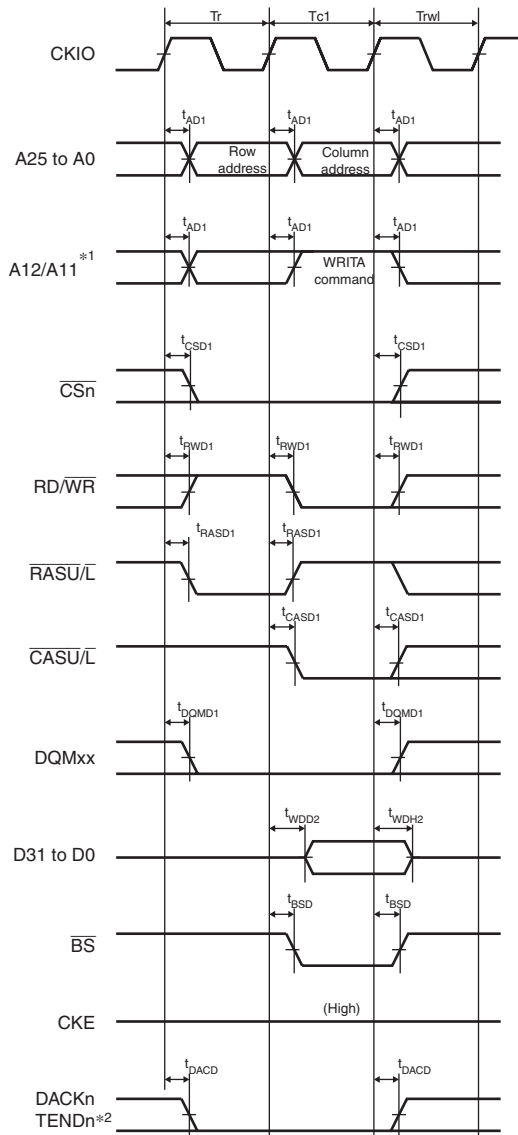 Tr Tc1 Trwl
CKIO
tAD1 tAD1 tAD1
A25 to A0
Row address
Column address
tAD1 tAD1 tAD1
A12/A11*1
WRITA command
tCSD1 tCSD1
CSn
tRWD1 tRWD1 tRWD1
RD/WR
tRASD1 tRASD1
RASU/L
tCASD1 tCASD1
CASU/L
tDQMD1 tDQMD1
DQMxx
tWDD2 tWDH2
D31 to D0
tBSD tBSD
BS
(High)
CKE
tDACD tDACD
DACKn
TENDn*2